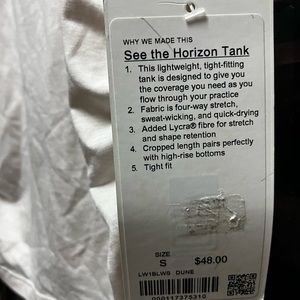 WHY WE MADE THIS
See the Horizon Tank
1. This lightweight, tight-fitting
tank is designed to give you
the coverage you need as you
flow through your practice
2. Fabric is four-way stretch,
sweat-wicking, and quick-drying
3. Added Lycra® fibre for stretch
and shape retention
4. Cropped length pairs perfectly
with high-rise bottoms
5. Tight fit
SIZE
S $48.00
LW1BLWS DUNE
000117375310